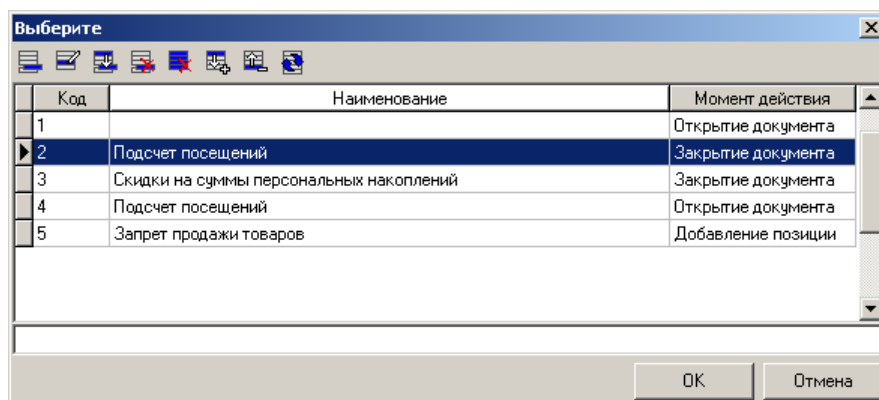 Выберите
Код Наименование Момент действия
1 Открытие документа
2 Подсчет посещений Закрытие документа
3 Скидки на суммы персональных накоплений Закрытие документа
4 Подсчет посещений Открытие документа
5 Запрет продажи товаров Добавление позиции
OK Отмена